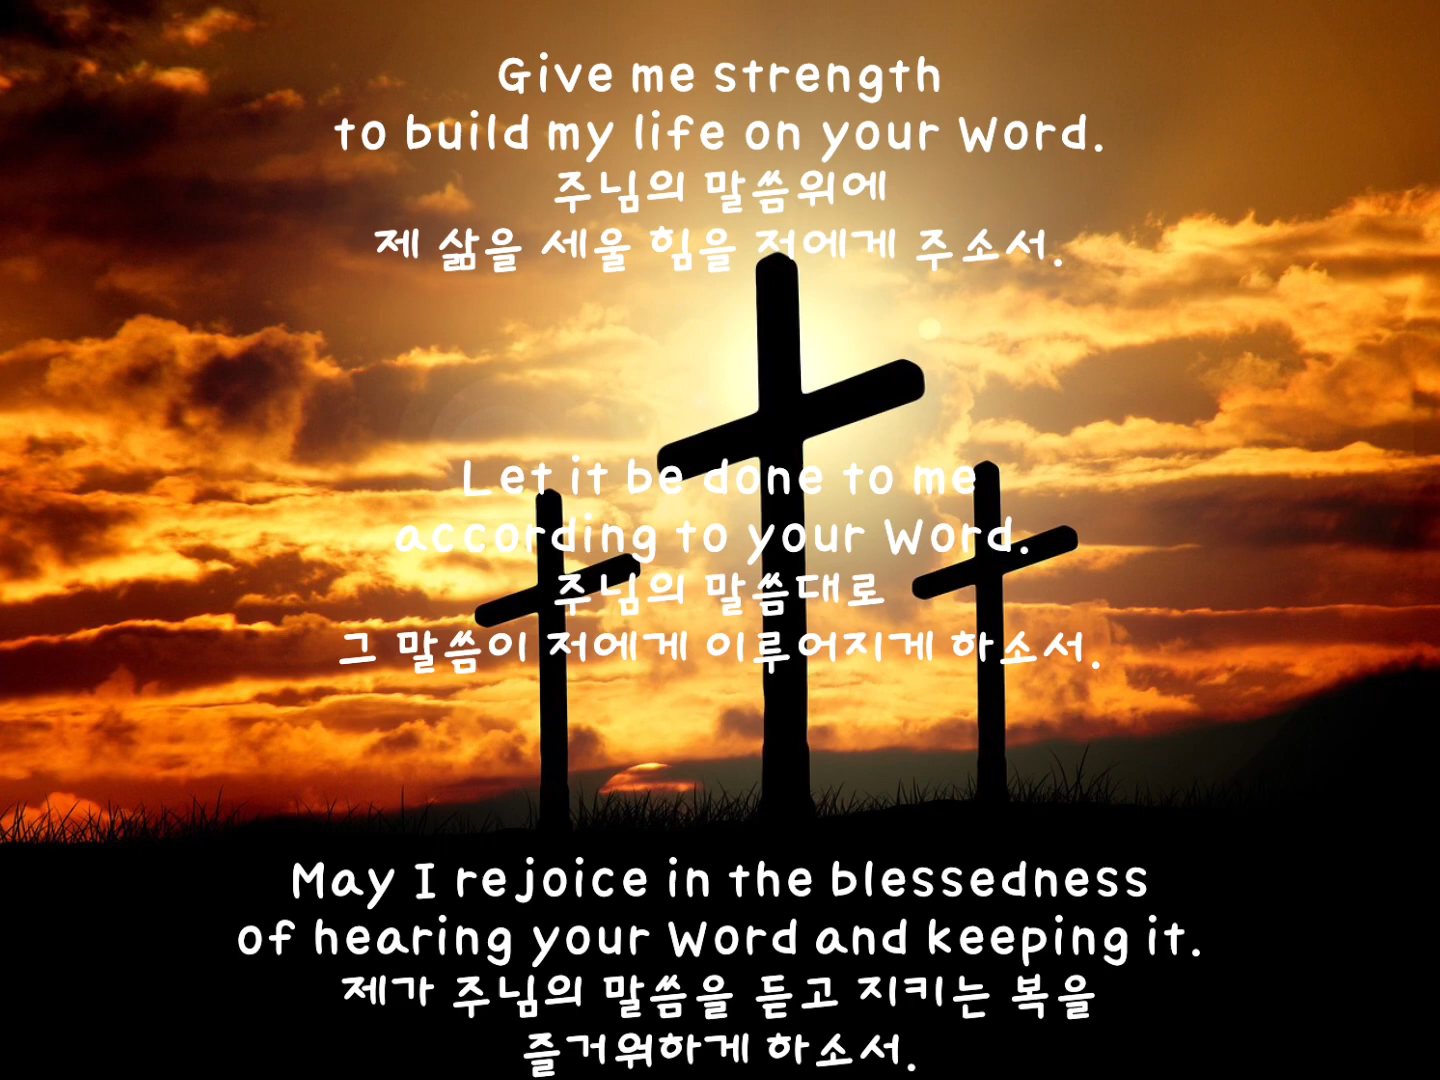 Give me strength
to build my life on your Word.
주님의 말씀위에
제 삶을 세울 힘을 저에게 주소서.
Let it be done to me
according to your Word.
주님의 말씀대로
그 말씀이 저에게 이루어지게 하소서.
May I rejoice in the blessedness
of hearing your Word and keeping it.
제가 주님의 말씀을 듣고 지키는 복을
즐거워하게 하소서.